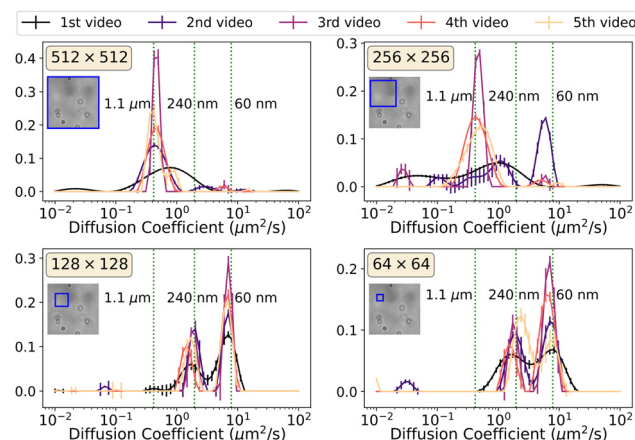 1st video 2nd video 3rd video 4th video 5th video
512 × 512
1.1 μm 240 nm 60 nm
0.4
0.3
0.2
0.1
0.0
10⁻² 10⁻¹ 10⁰ 10¹ 10²
Diffusion Coefficient (μm²/s)
256 × 256
1.1 μm 240 nm 60 nm
0.3
0.2
0.1
0.0
10⁻² 10⁻¹ 10⁰ 10¹ 10²
Diffusion Coefficient (μm²/s)
128 × 128
1.1 μm 240 nm 60 nm
0.3
0.2
0.1
0.0
10⁻² 10⁻¹ 10⁰ 10¹ 10²
Diffusion Coefficient (μm²/s)
64 × 64
1.1 μm 240 nm 60 nm
0.2
0.1
0.0
10⁻² 10⁻¹ 10⁰ 10¹ 10²
Diffusion Coefficient (μm²/s)